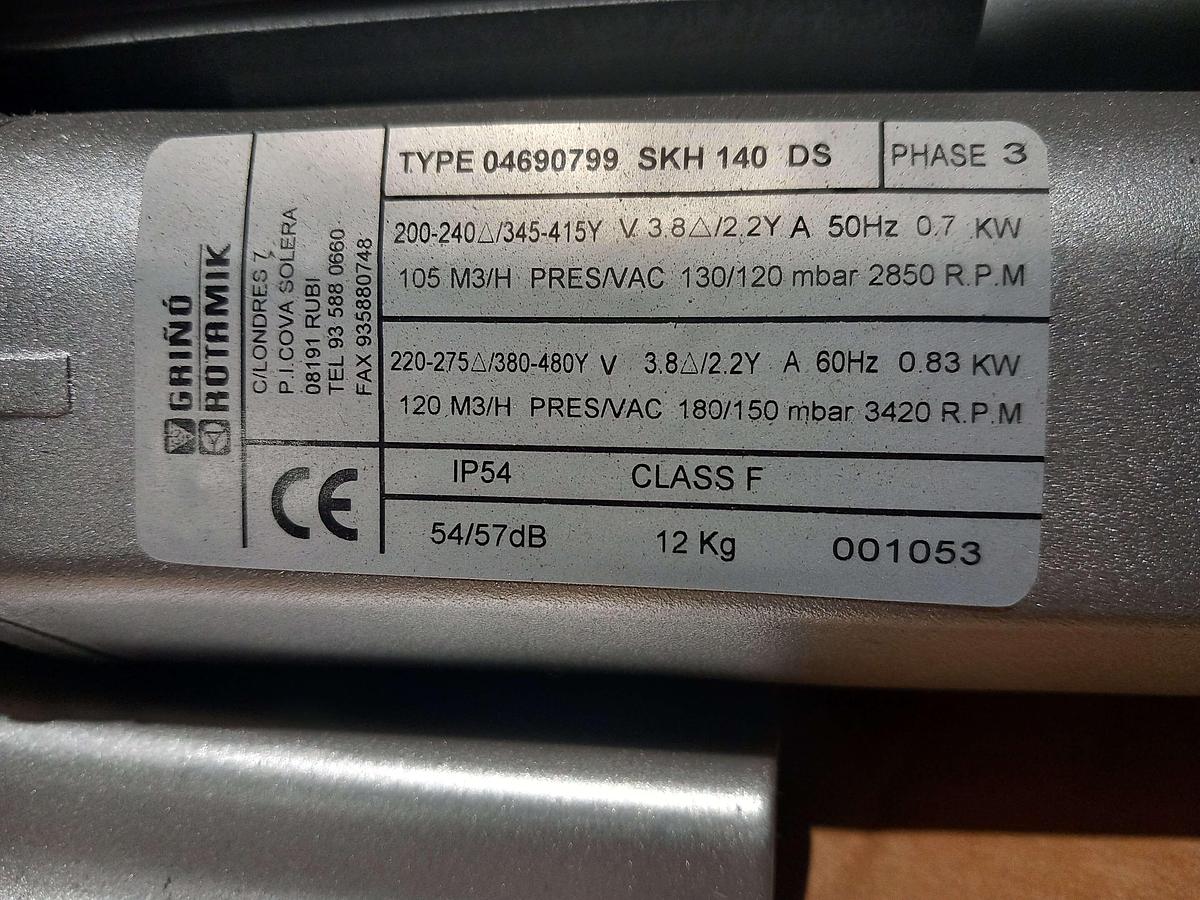 GRIÑÓ
ROTAMIK
C/LONDRES 7
P.I.COVA SOLERA
08191 RUBI
TEL 93 588 0660
FAX 935880748
CE
TYPE 04690799 SKH 140 DS
PHASE 3
200-240△/345-415Y V 3.8△/2.2Y A 50Hz 0.7 KW
105 M3/H PRES/VAC 130/120 mbar 2850 R.P.M
220-275△/380-480Y V 3.8△/2.2Y A 60Hz 0.83 KW
120 M3/H PRES/VAC 180/150 mbar 3420 R.P.M
IP54 CLASS F
54/57dB 12 Kg 001053